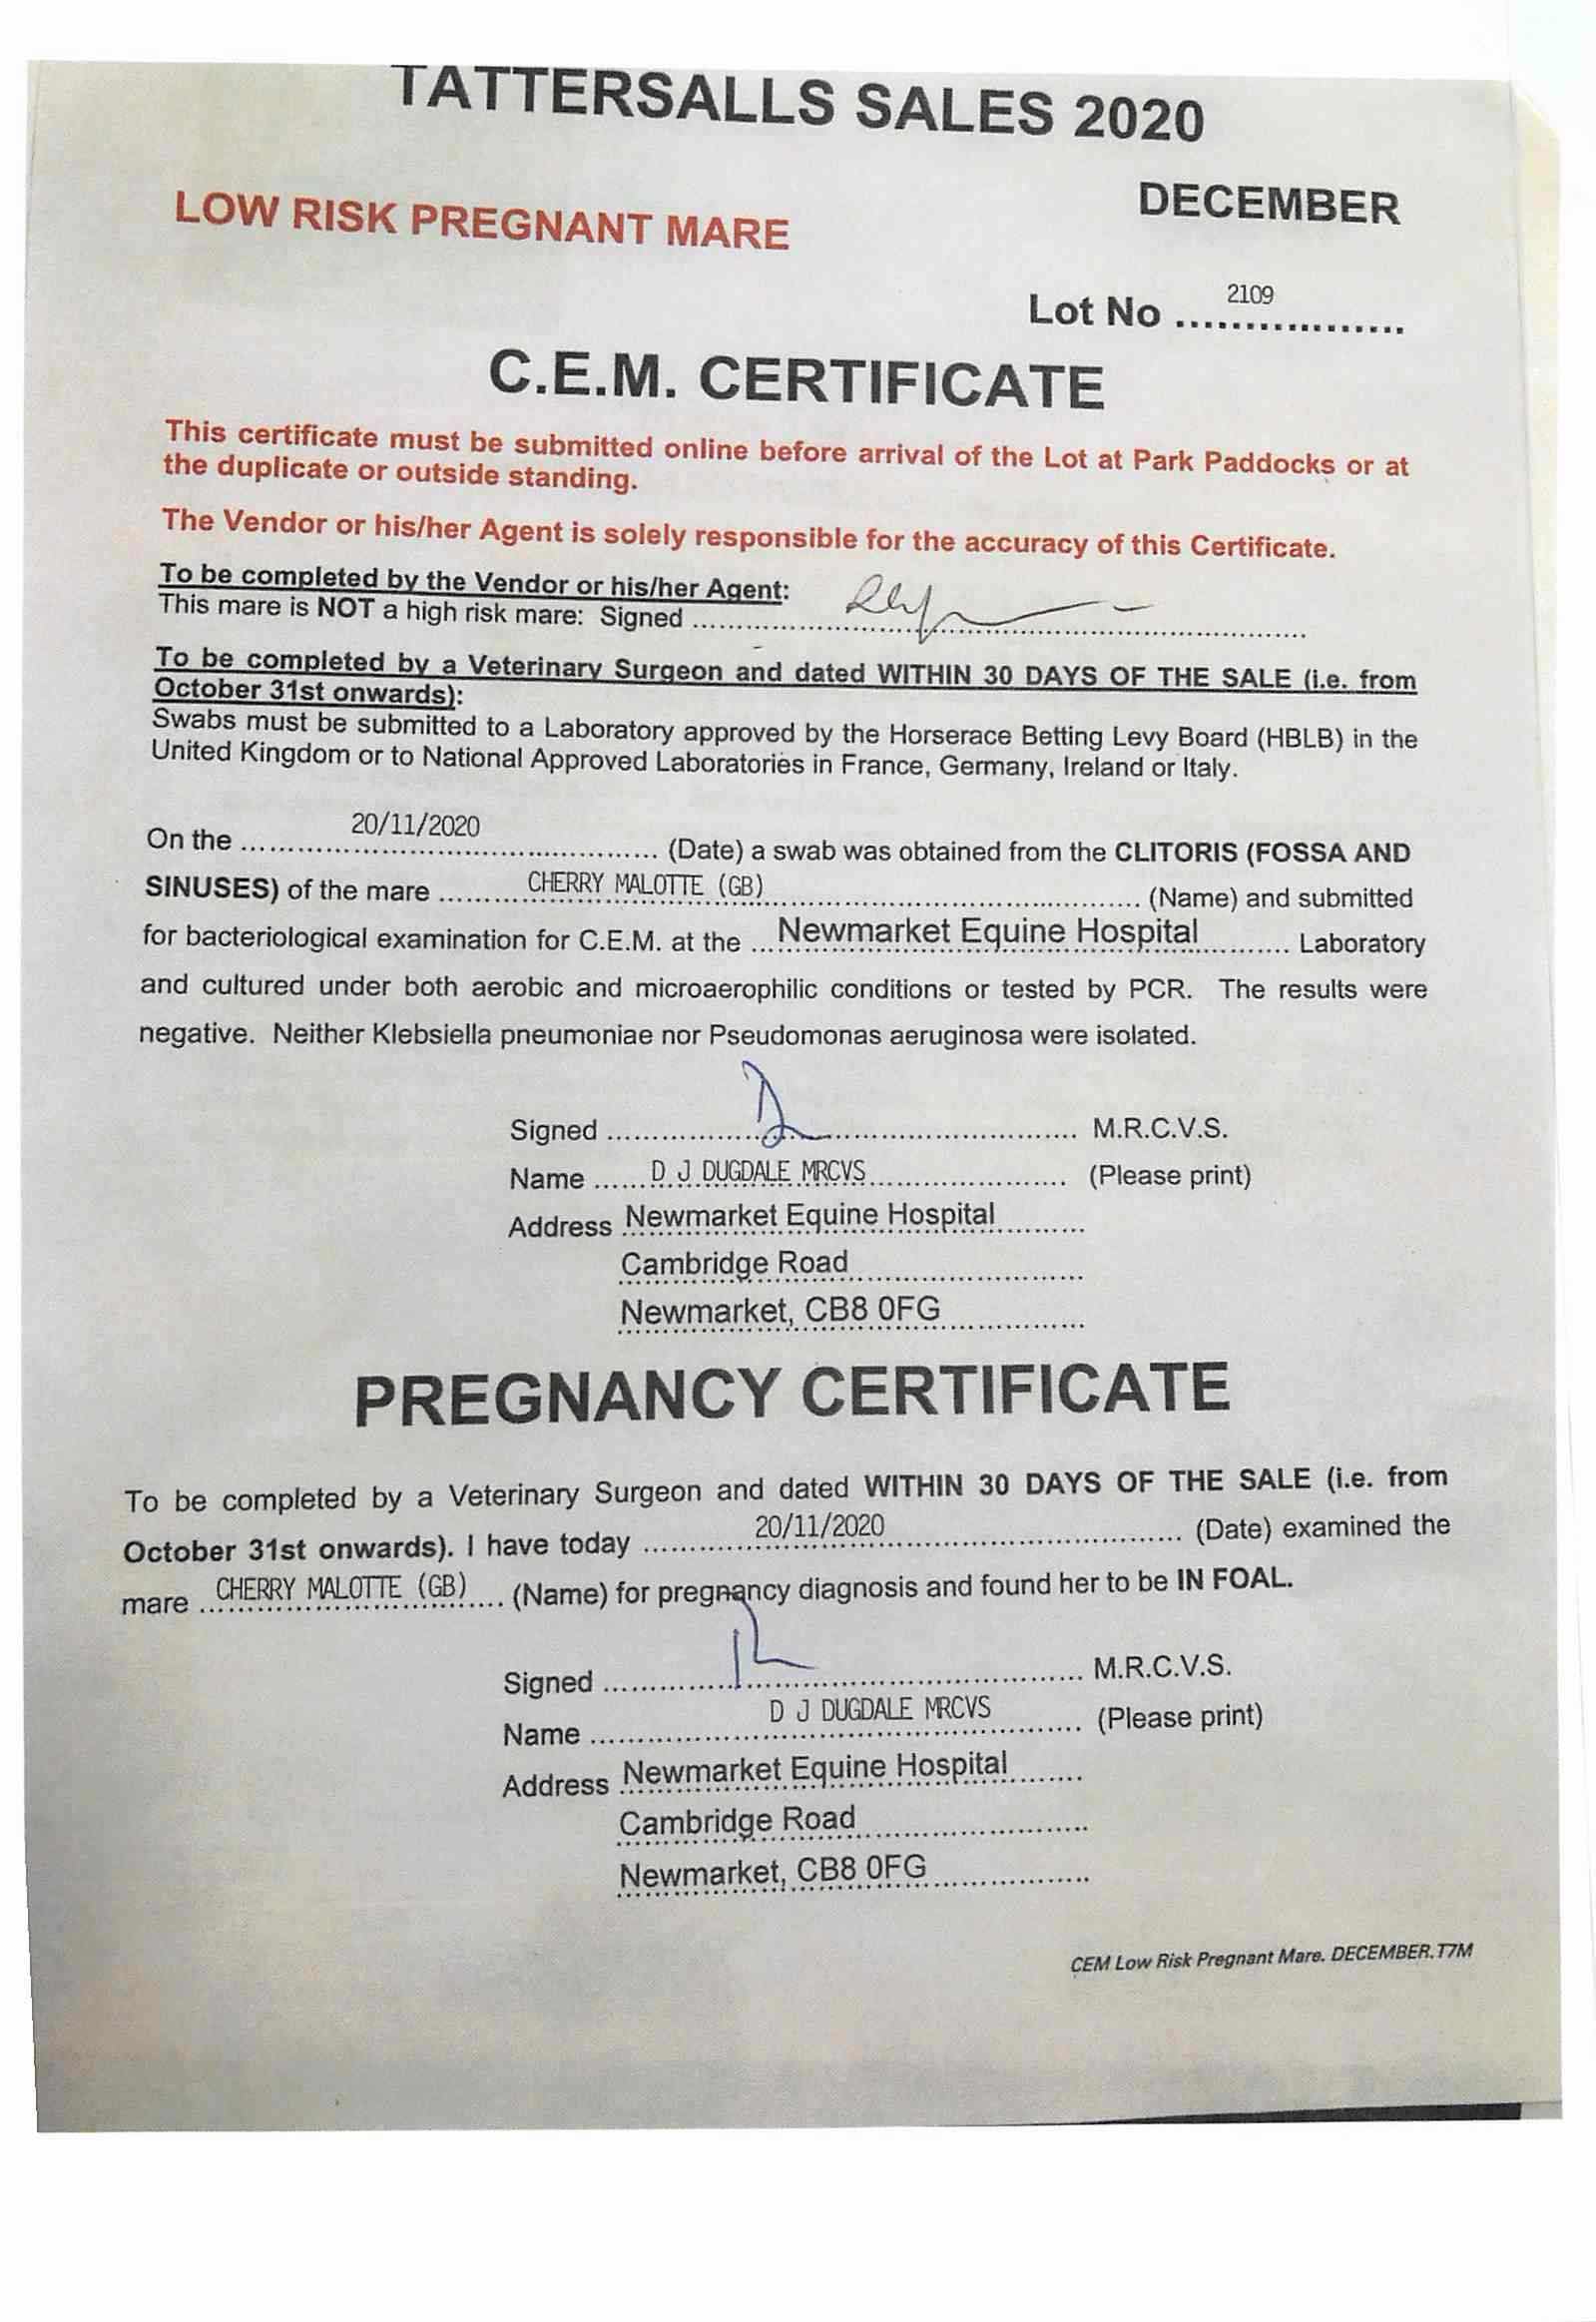 TATTERSALLS SALES 2020
DECEMBER
LOW RISK PREGNANT MARE
Lot No .................. 2109
C.E.M. CERTIFICATE
This certificate must be submitted online before arrival of the Lot at Park Paddocks or at
the duplicate or outside standing.
The Vendor or his/her Agent is solely responsible for the accuracy of this Certificate.
To be completed by the Vendor or his/her Agent:
This mare is NOT a high risk mare: Signed
To be completed by a Veterinary Surgeon and dated WITHIN 30 DAYS OF THE SALE (i.e. from
October 31st onwards):
Swabs must be submitted to a Laboratory approved by the Horserace Betting Levy Board (HBLB) in the
United Kingdom or to National Approved Laboratories in France, Germany, Ireland or Italy.
On the 20/11/2020 (Date) a swab was obtained from the CLITORIS (FOSSA AND
SINUSES) of the mare CHERRY MALOTTE (GB) (Name) and submitted
for bacteriological examination for C.E.M. at the Newmarket Equine Hospital Laboratory
and cultured under both aerobic and microaerophilic conditions or tested by PCR. The results were
negative. Neither Klebsiella pneumoniae nor Pseudomonas aeruginosa were isolated.
Signed M.R.C.V.S.
Name D J DUGDALE MRCVS (Please print)
Address Newmarket Equine Hospital
Cambridge Road
Newmarket, CB8 0FG
PREGNANCY CERTIFICATE
To be completed by a Veterinary Surgeon and dated WITHIN 30 DAYS OF THE SALE (i.e. from
October 31st onwards). I have today 20/11/2020 (Date) examined the
mare CHERRY MALOTTE (GB) (Name) for pregnancy diagnosis and found her to be IN FOAL.
Signed M.R.C.V.S.
Name D J DUGDALE MRCVS (Please print)
Address Newmarket Equine Hospital
Cambridge Road
Newmarket, CB8 0FG
CEM Low Risk Pregnant Mare. DECEMBER.T7M